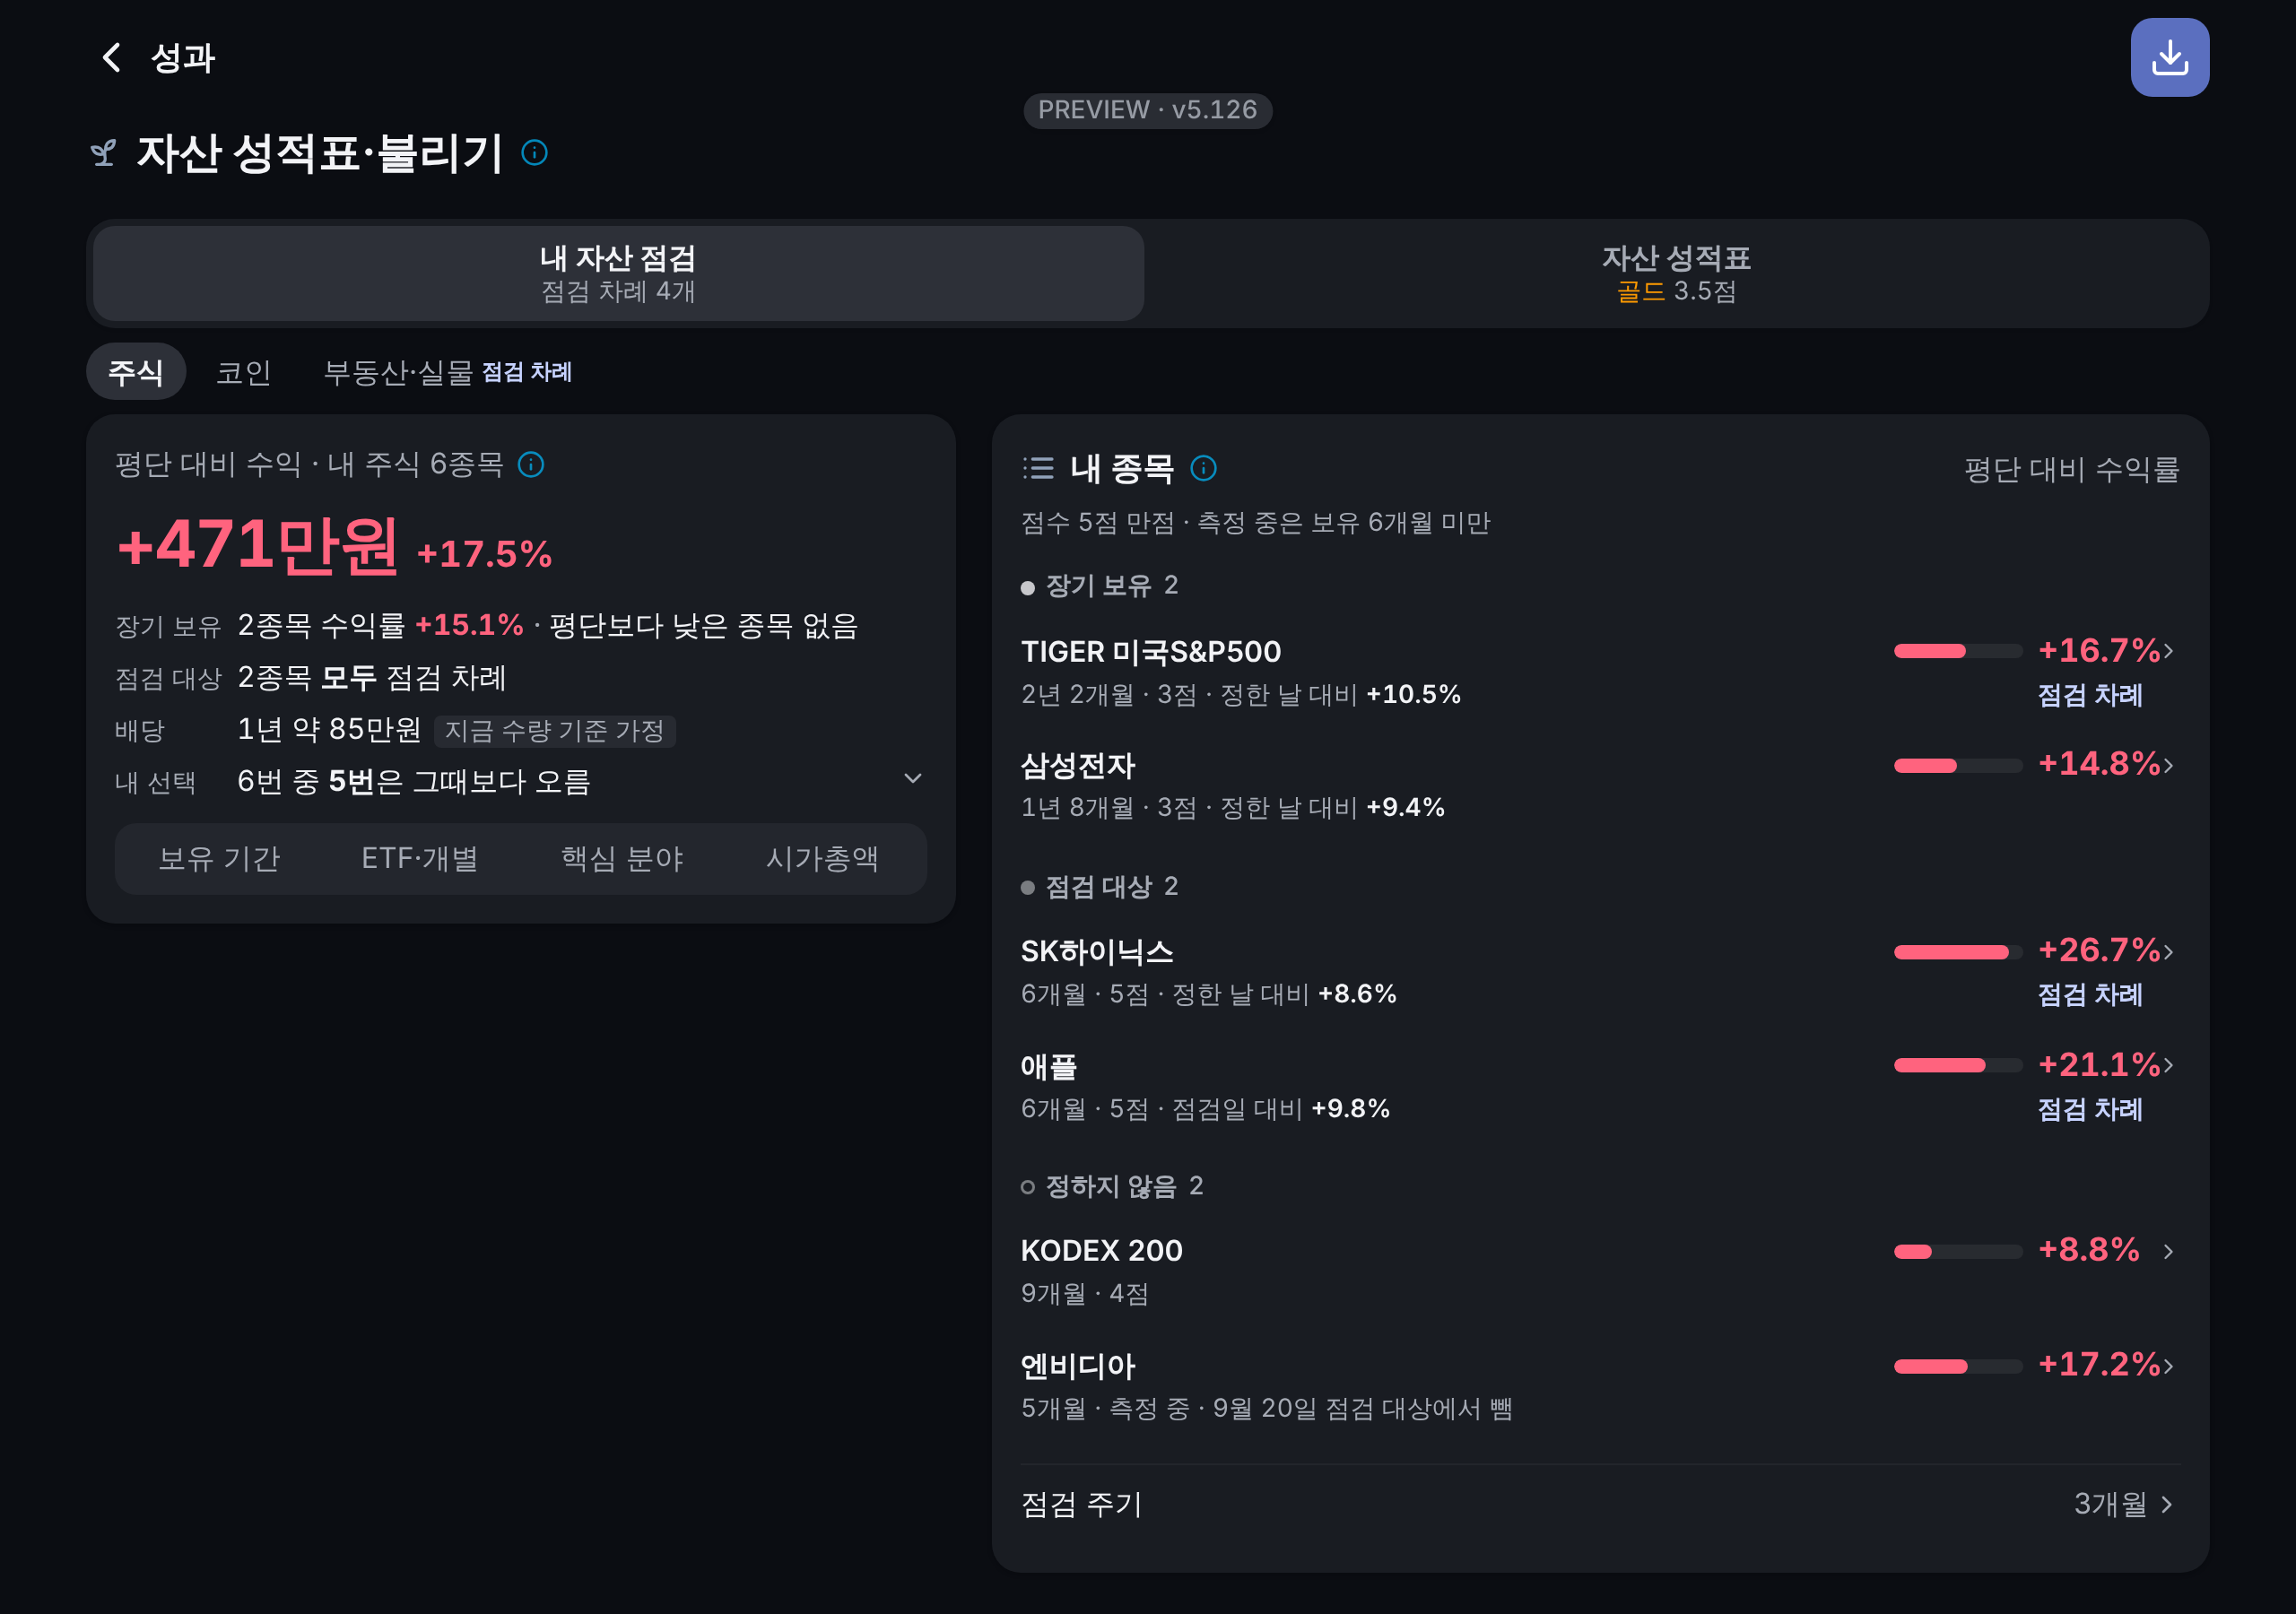 성과
PREVIEW · v5.126
자산 성적표·불리기
내 자산 점검
점검 차례 4개
자산 성적표
골드 3.5점
주식
코인
부동산·실물 점검 차례
평단 대비 수익 · 내 주식 6종목
+471만원 +17.5%
장기 보유 2종목 수익률 +15.1% · 평단보다 낮은 종목 없음
점검 대상 2종목 모두 점검 차례
배당 1년 약 85만원 지금 수량 기준 가정
내 선택 6번 중 5번은 그때보다 오름
보유 기간
ETF·개별
핵심 분야
시가총액
내 종목
평단 대비 수익률
점수 5점 만점 · 측정 중은 보유 6개월 미만
장기 보유 2
TIGER 미국S&P500
+16.7%
2년 2개월 · 3점 · 정한 날 대비 +10.5%
점검 차례
삼성전자
+14.8%
1년 8개월 · 3점 · 정한 날 대비 +9.4%
점검 대상 2
SK하이닉스
+26.7%
6개월 · 5점 · 정한 날 대비 +8.6%
점검 차례
애플
+21.1%
6개월 · 5점 · 점검일 대비 +9.8%
점검 차례
정하지 않음 2
KODEX 200
+8.8%
9개월 · 4점
엔비디아
+17.2%
5개월 · 측정 중 · 9월 20일 점검 대상에서 뺌
점검 주기
3개월